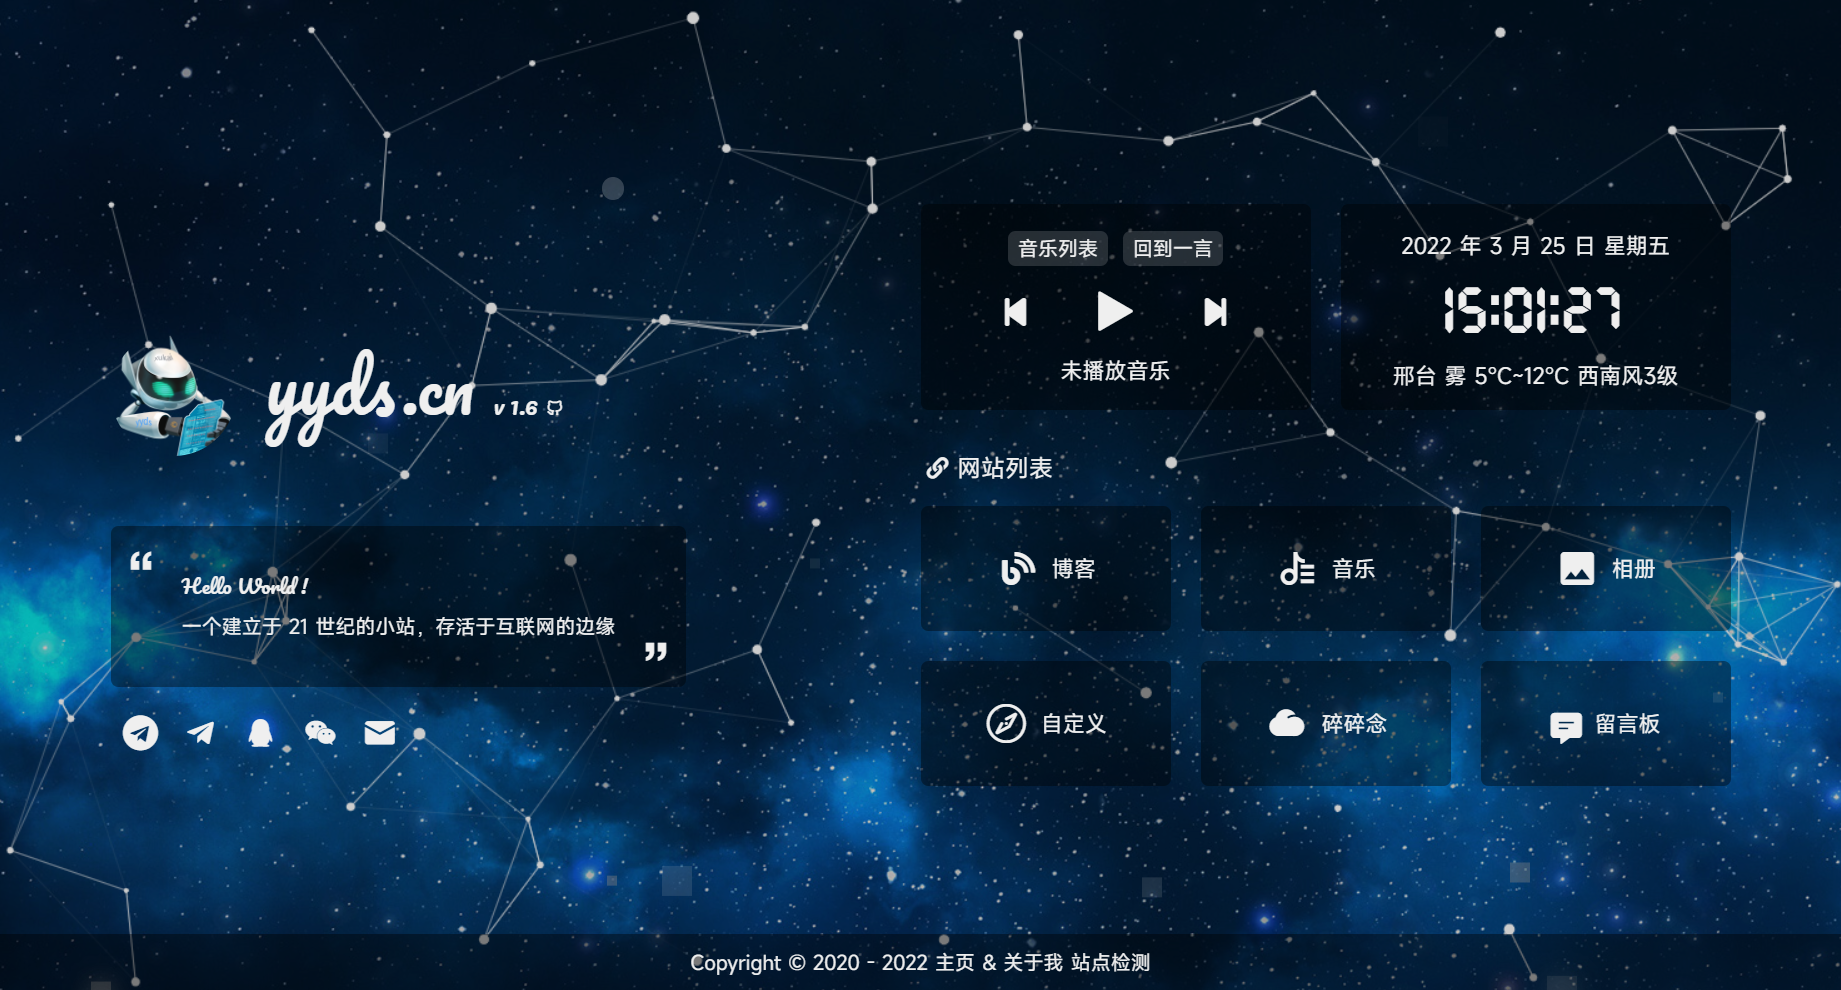 yyds.cn v 1.6
Hello World !
一个建立于 21 世纪的小站，存活于互联网的边缘
音乐列表 回到一言
未播放音乐
2022 年 3 月 25 日 星期五
15:01:27
邢台 雾 5℃~12℃ 西南风3级
网站列表
博客
音乐
相册
自定义
碎碎念
留言板
Copyright © 2020 - 2022 主页 & 关于我 站点检测